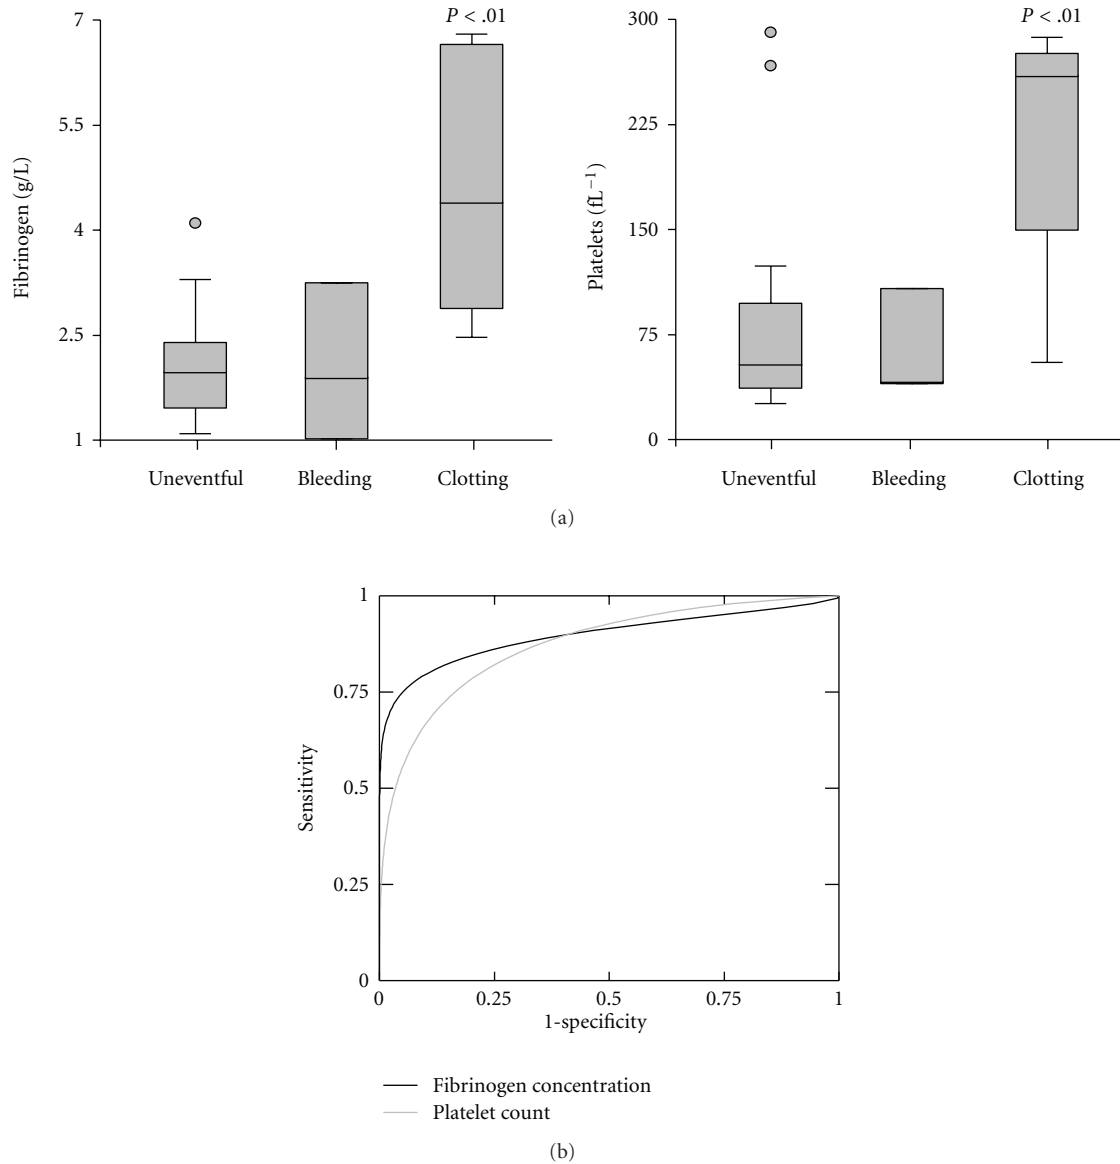 P < .01
7
5.5
4
2.5
1
Fibrinogen (g/L)
Uneventful Bleeding Clotting
P < .01
300
225
150
75
0
Platelets (fL⁻¹)
Uneventful Bleeding Clotting
(a)
1
0.75
0.5
0.25
0
Sensitivity
0 0.25 0.5 0.75 1
1-specificity
Fibrinogen concentration
Platelet count
(b)